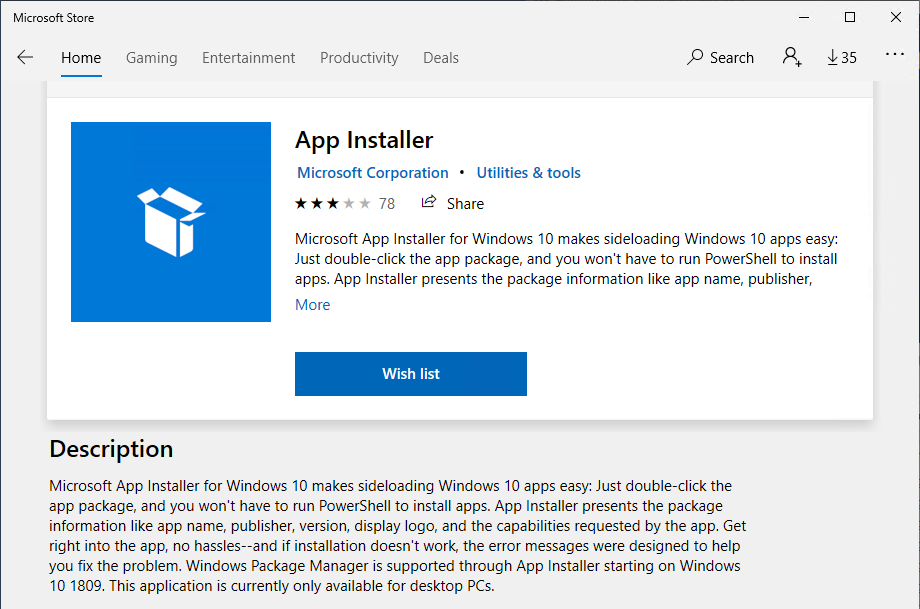 Microsoft Store
Home Gaming Entertainment Productivity Deals Search 35
App Installer
Microsoft Corporation • Utilities & tools
78 Share
Microsoft App Installer for Windows 10 makes sideloading Windows 10 apps easy:
Just double-click the app package, and you won't have to run PowerShell to install
apps. App Installer presents the package information like app name, publisher,
More
Wish list
Description
Microsoft App Installer for Windows 10 makes sideloading Windows 10 apps easy: Just double-click the
app package, and you won't have to run PowerShell to install apps. App Installer presents the package
information like app name, publisher, version, display logo, and the capabilities requested by the app. Get
right into the app, no hassles--and if installation doesn't work, the error messages were designed to help
you fix the problem. Windows Package Manager is supported through App Installer starting on Windows
10 1809. This application is currently only available for desktop PCs.